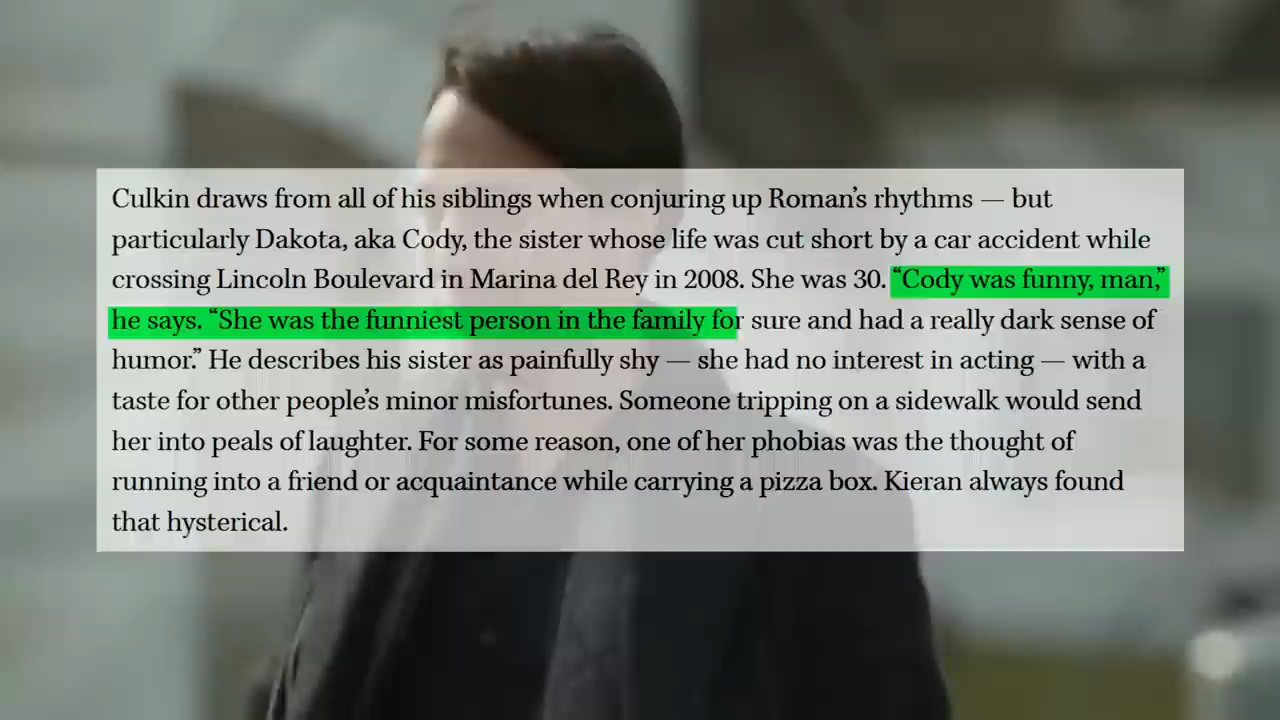 Culkin draws from all of his siblings when conjuring up Roman’s rhythms — but
particularly Dakota, aka Cody, the sister whose life was cut short by a car accident while
crossing Lincoln Boulevard in Marina del Rey in 2008. She was 30. “Cody was funny, man,”
he says. “She was the funniest person in the family for sure and had a really dark sense of
humor.” He describes his sister as painfully shy — she had no interest in acting — with a
taste for other people’s minor misfortunes. Someone tripping on a sidewalk would send
her into peals of laughter. For some reason, one of her phobias was the thought of
running into a friend or acquaintance while carrying a pizza box. Kieran always found
that hysterical.